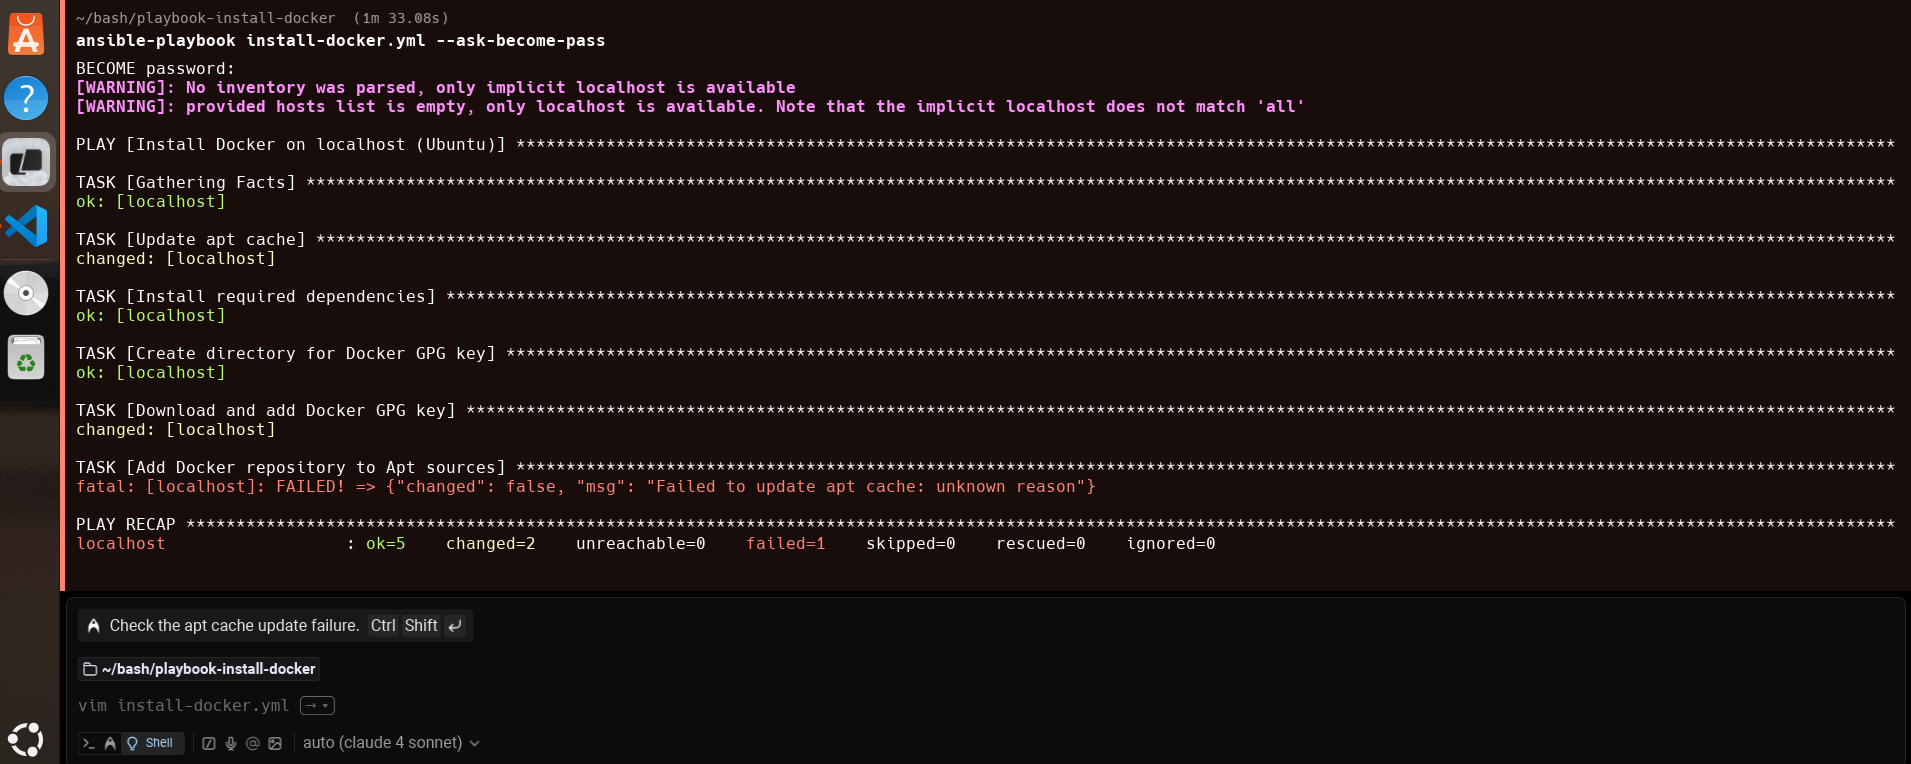 ~/bash/playbook-install-docker (1m 33.08s)
ansible-playbook install-docker.yml --ask-become-pass
BECOME password:
[WARNING]: No inventory was parsed, only implicit localhost is available
[WARNING]: provided hosts list is empty, only localhost is available. Note that the implicit localhost does not match 'all'
PLAY [Install Docker on localhost (Ubuntu)] ******************************************************************************************************************************************
TASK [Gathering Facts] ***************************************************************************************************************************************************************
ok: [localhost]
TASK [Update apt cache] **************************************************************************************************************************************************************
changed: [localhost]
TASK [Install required dependencies] *************************************************************************************************************************************************
ok: [localhost]
TASK [Create directory for Docker GPG key] *******************************************************************************************************************************************
ok: [localhost]
TASK [Download and add Docker GPG key] ***********************************************************************************************************************************************
changed: [localhost]
TASK [Add Docker repository to Apt sources] ******************************************************************************************************************************************
fatal: [localhost]: FAILED! => {"changed": false, "msg": "Failed to update apt cache: unknown reason"}
PLAY RECAP ***************************************************************************************************************************************************************************
localhost : ok=5 changed=2 unreachable=0 failed=1 skipped=0 rescued=0 ignored=0
Check the apt cache update failure. Ctrl Shift ↵
~/bash/playbook-install-docker
vim install-docker.yml →
Shell auto (claude 4 sonnet)